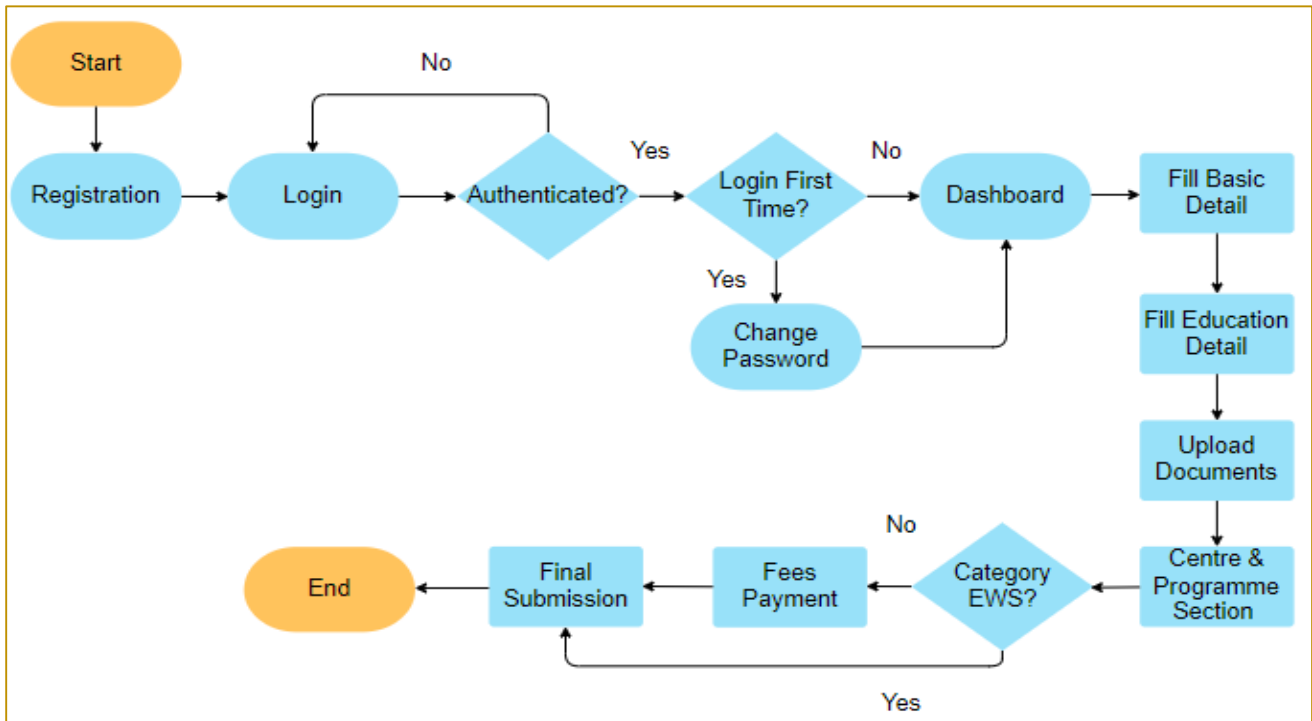 Start
No
Registration
Login
Authenticated?
Yes
Login First
Time?
No
Dashboard
Fill Basic
Detail
Yes
Change
Password
Fill Education
Detail
Upload
Documents
Centre &
Programme
Section
Category
EWS?
No
Fees
Payment
Final
Submission
End
Yes